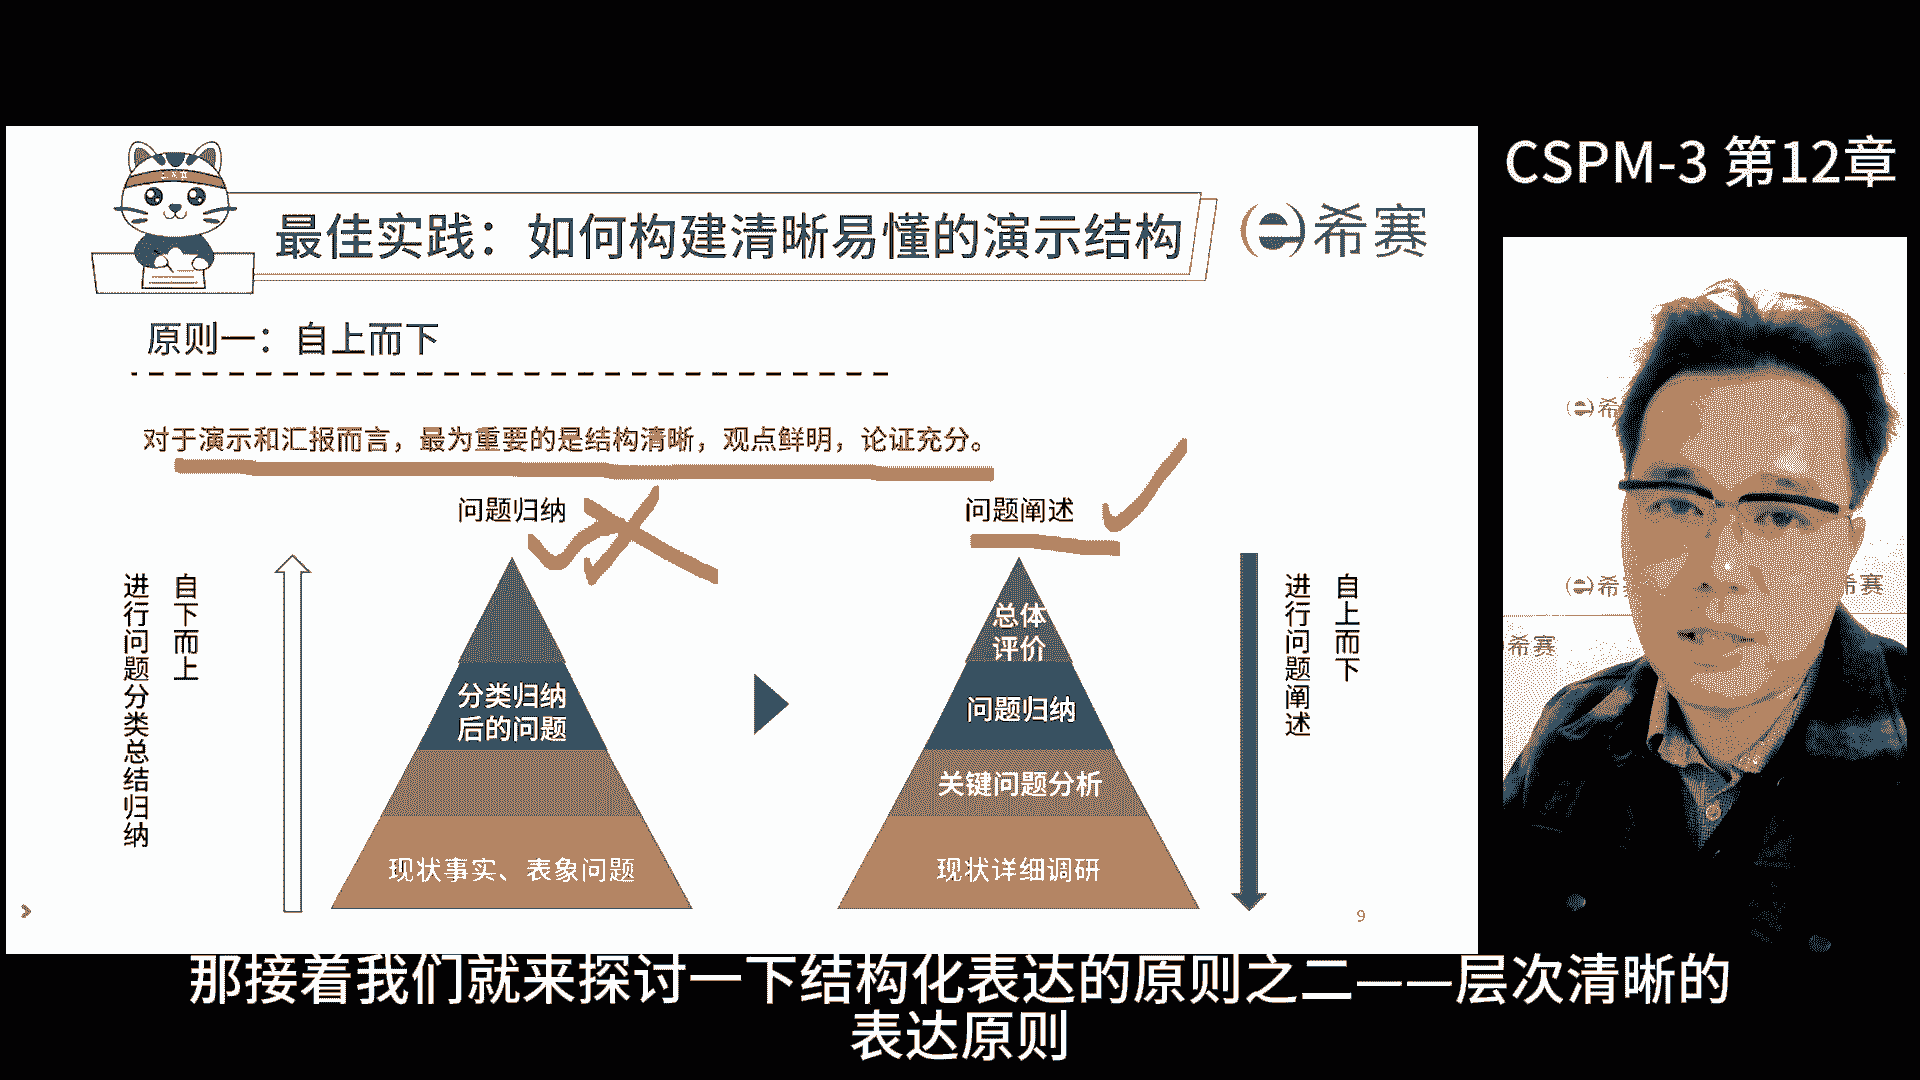 CSPM-3 第12章
最佳实践：如何构建清晰易懂的演示结构
希赛
原则一：自上而下
对于演示和汇报而言，最为重要的是结构清晰，观点鲜明，论证充分。
问题归纳
问题阐述
自下而上
进行问题分类总结归纳
分类归纳
后的问题
现状事实、表象问题
总体
评价
问题归纳
关键问题分析
现状详细调研
自上而下
进行问题阐述
9
希
希赛
希赛
希赛
那接着我们就来探讨一下结构化表达的原则之二——层次清晰的
表达原则